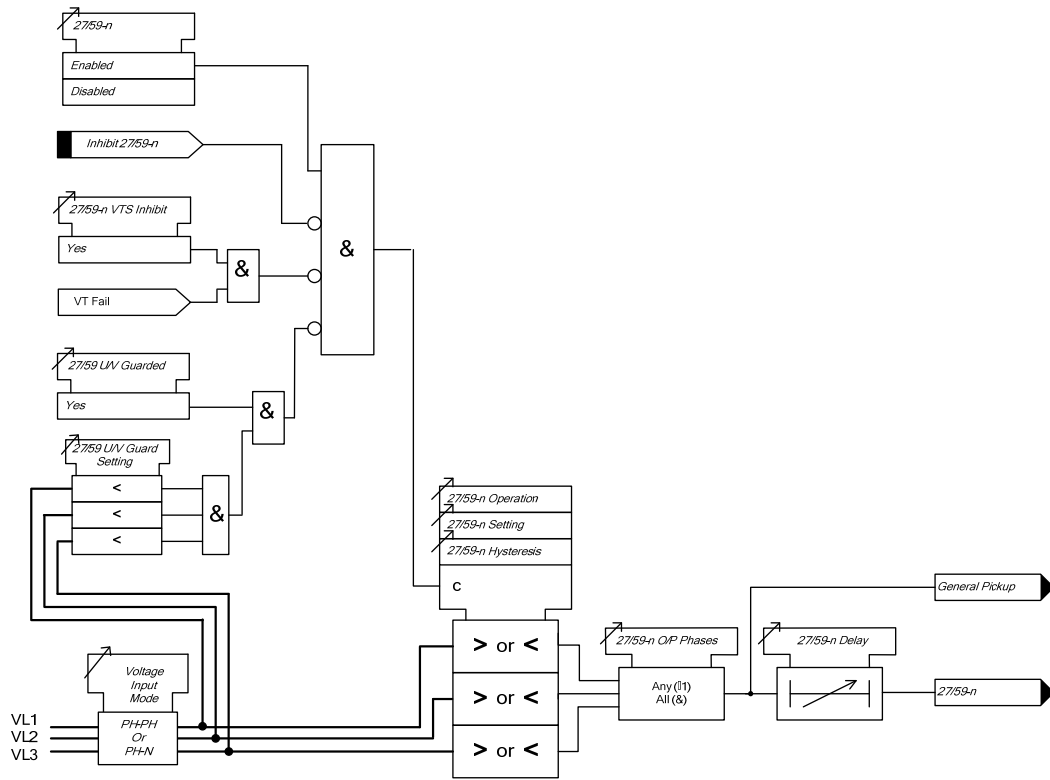 27/59-n
Enabled
Disabled
Inhibit 27/59-n
27/59-n VTS Inhibit
Yes
&
VT Fail
&
27/59 U/V Guarded
Yes
&
27/59 U/V Guard
Setting
<
<
<
&
27/59-n Operation
27/59-n Setting
27/59-n Hysteresis
c
General Pickup
Voltage
Input
Mode
> or <
27/59-n O/P Phases
27/59-n Delay
VL1
VL2
VL3
PH-PH
Or
PH-N
> or <
> or <
Any (▯1)
All (&)
27/59-n